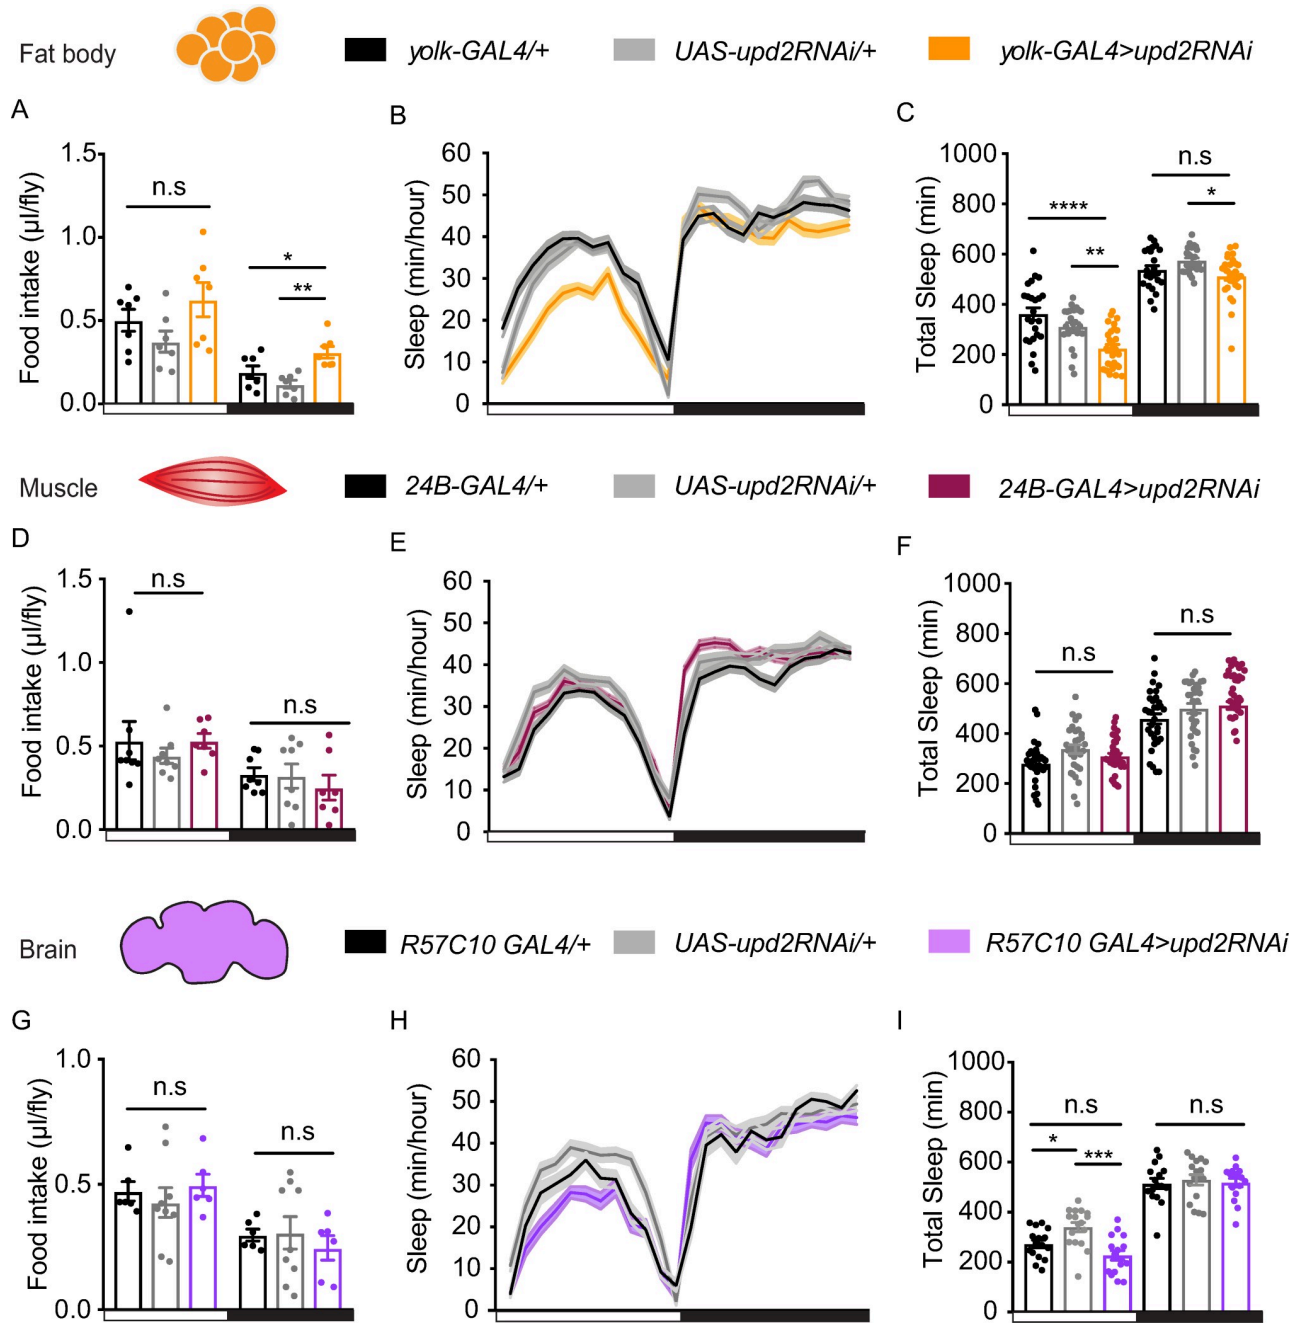 Fat body
yolk-GAL4/+
UAS-upd2RNAi/+
yolk-GAL4>upd2RNAi
A
Food intake (µl/fly)
1.5
1.0
0.5
0.0
n.s
*
**
B
Sleep (min/hour)
60
50
40
30
20
10
0
C
Total Sleep (min)
1000
800
600
400
200
0
****
**
n.s
*
Muscle
24B-GAL4/+
UAS-upd2RNAi/+
24B-GAL4>upd2RNAi
D
Food intake (µl/fly)
1.5
1.0
0.5
0.0
n.s
n.s
E
Sleep (min/hour)
60
50
40
30
20
10
0
F
Total Sleep (min)
1000
800
600
400
200
0
n.s
n.s
Brain
R57C10 GAL4/+
UAS-upd2RNAi/+
R57C10 GAL4>upd2RNAi
G
Food intake (µl/fly)
1.0
0.5
0.0
n.s
n.s
H
Sleep (min/hour)
60
50
40
30
20
10
0
I
Total Sleep (min)
1000
800
600
400
200
0
n.s
*
***
n.s